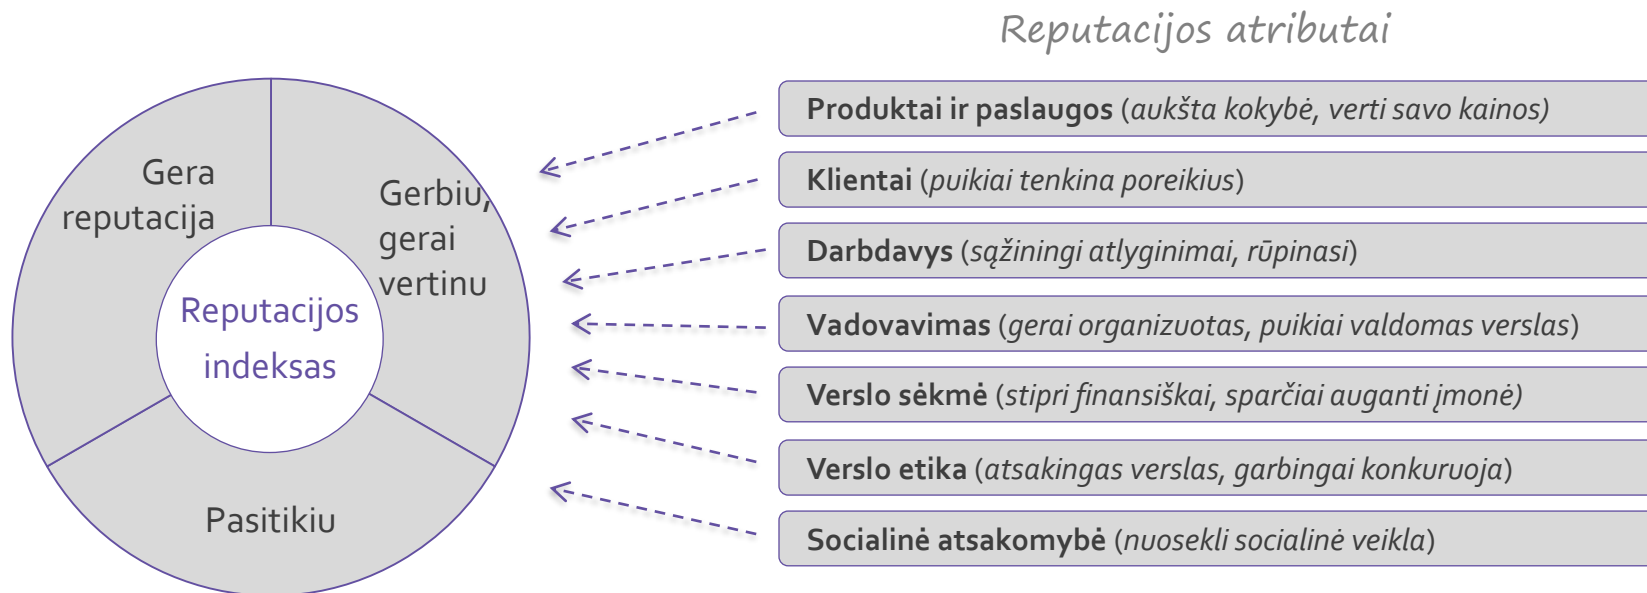 Reputacijos atributai
Gera
reputacija
Gerbiu,
gerai
vertinu
Reputacijos
indeksas
Pasitikiu
Produktai ir paslaugos (aukšta kokybė, verti savo kainos)
Klientai (puikiai tenkina poreikius)
Darbdavys (sąžiningi atlyginimai, rūpinasi)
Vadovavimas (gerai organizuotas, puikiai valdomas verslas)
Verslo sėkmė (stipri finansiškai, sparčiai auganti įmonė)
Verslo etika (atsakingas verslas, garbingai konkuruoja)
Socialinė atsakomybė (nuosekli socialinė veikla)